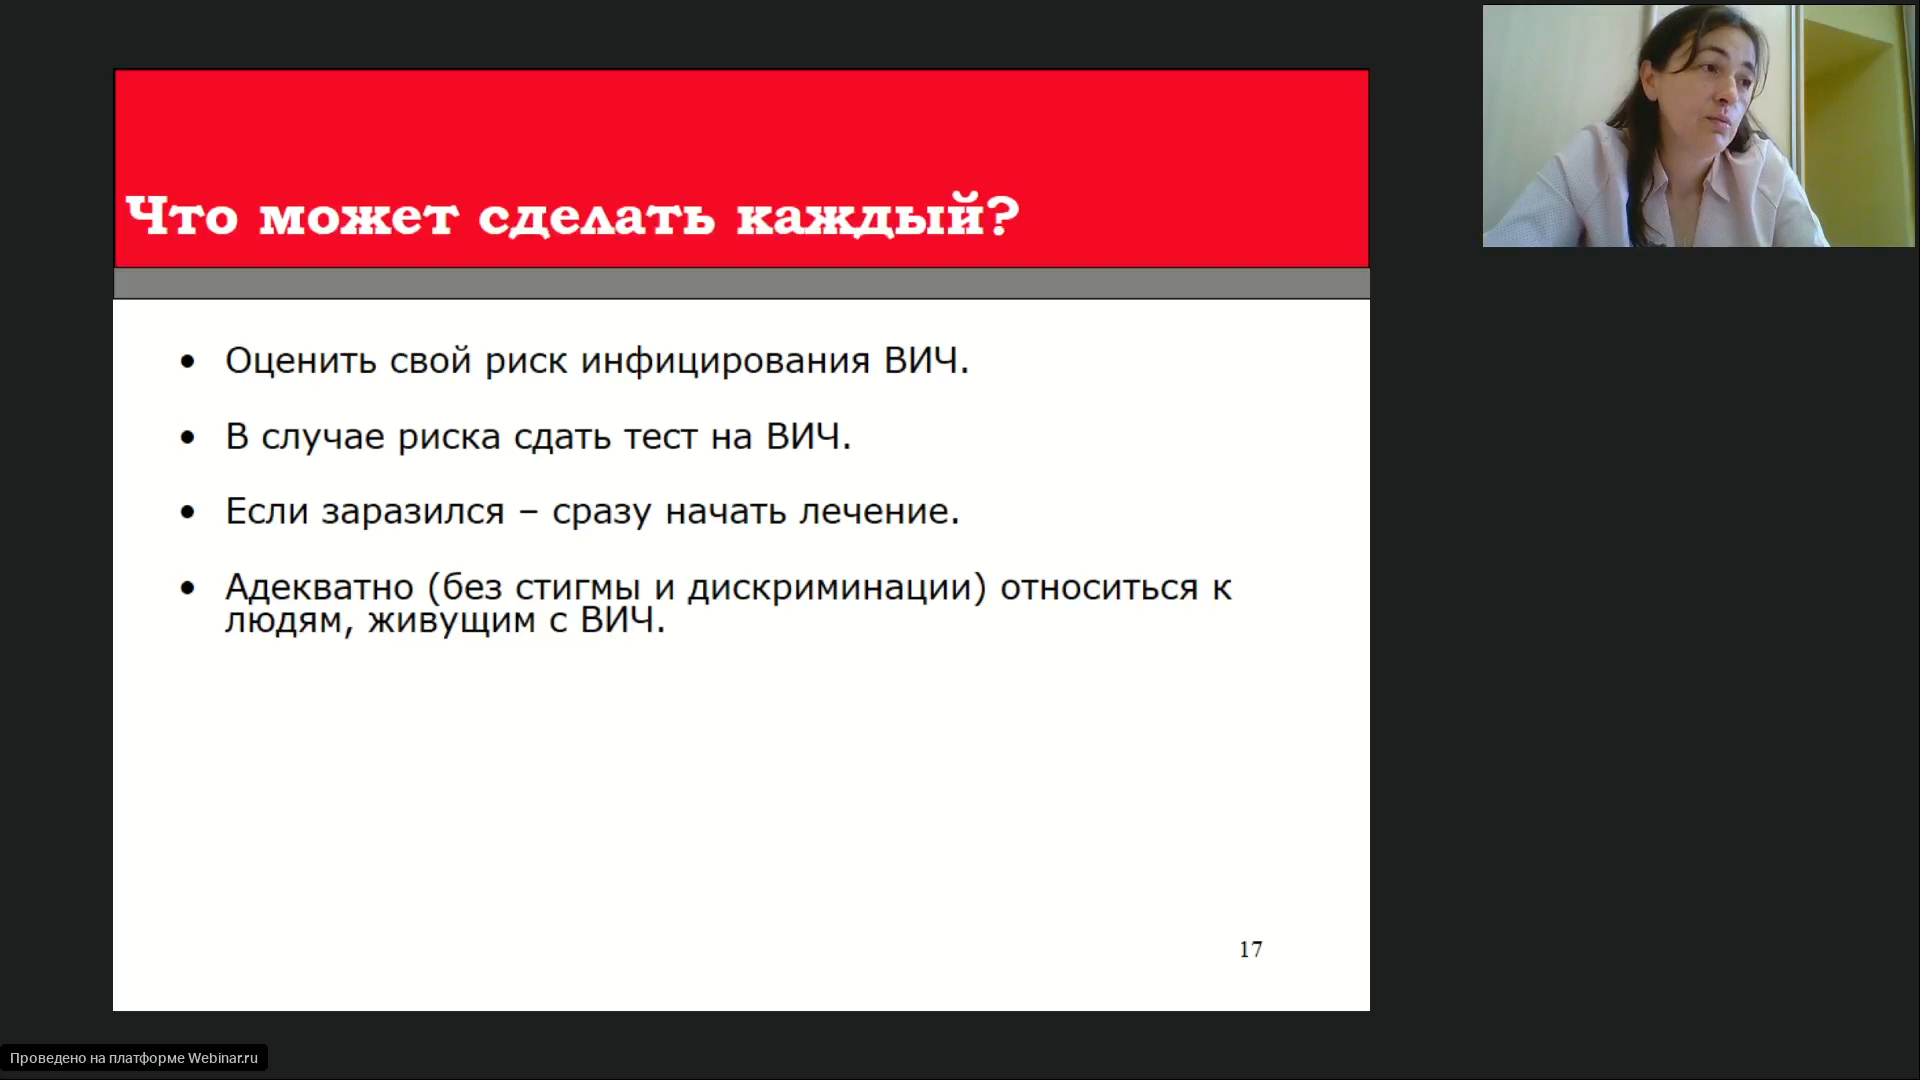 Что может сделать каждый?
• Оценить свой риск инфицирования ВИЧ.
• В случае риска сдать тест на ВИЧ.
• Если заразился – сразу начать лечение.
• Адекватно (без стигмы и дискриминации) относиться к
людям, живущим с ВИЧ.
17
Проведено на платформе Webinar.ru